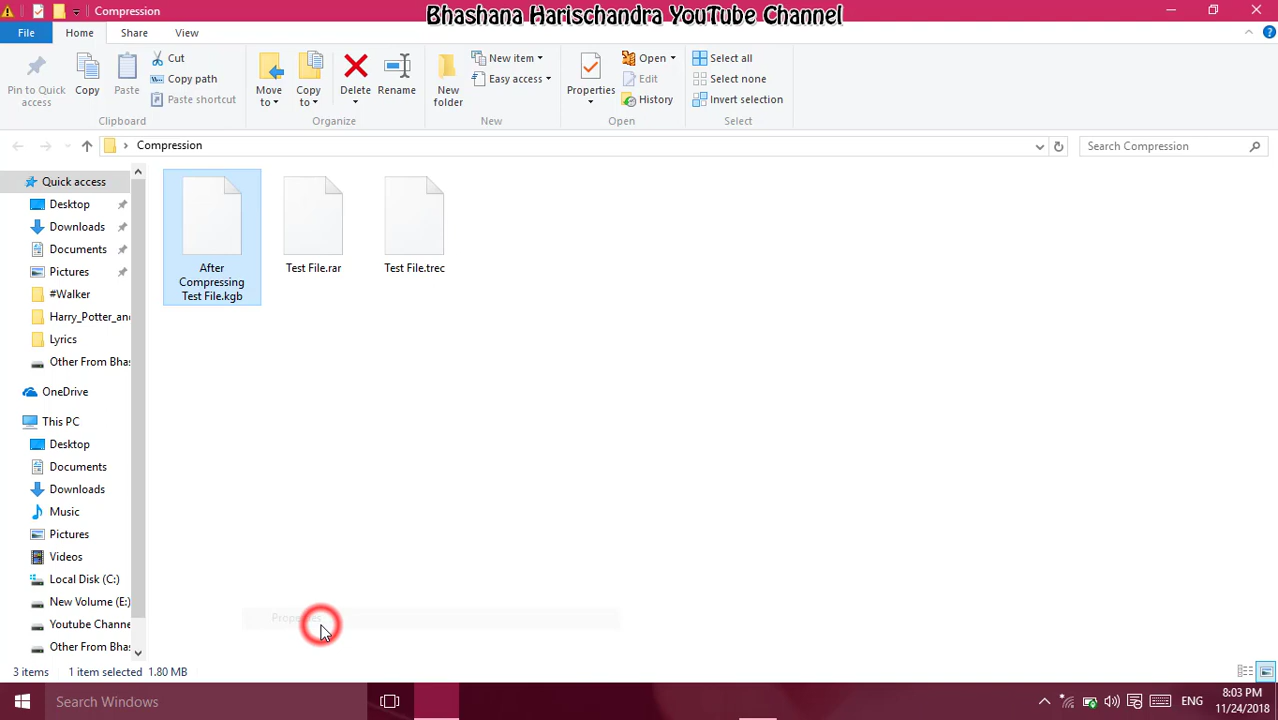 Compression
Bhashana Harischandra YouTube Channel
File Home Share View
Pin to Quick access
Copy
Paste
Cut
Copy path
Paste shortcut
Clipboard
Move to
Copy to
Delete
Rename
Organize
New folder
New item
Easy access
New
Properties
Open
Edit
History
Open
Select all
Select none
Invert selection
Select
Compression
Search Compression
Quick access
Desktop
Downloads
Documents
Pictures
#Walker
Harry_Potter_and
Lyrics
Other From Bhas
OneDrive
This PC
Desktop
Documents
Downloads
Music
Pictures
Videos
Local Disk (C:)
New Volume (E:)
Youtube Channe
Other From Bhas
After
Compressing
Test File.kgb
Test File.rar
Test File.trec
Properties
3 items 1 item selected 1.80 MB
Search Windows
ENG
8:03 PM
11/24/2018